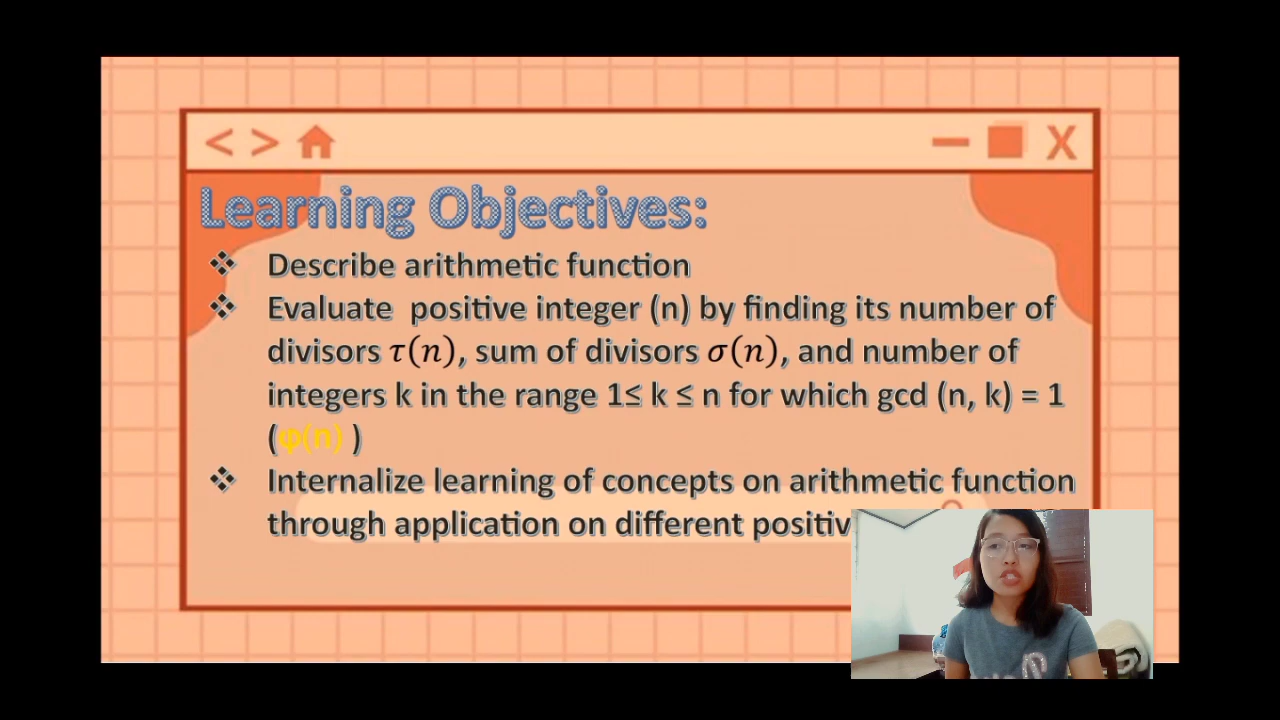 X
Learning Objectives:
❖ Describe arithmetic function
❖ Evaluate positive integer (n) by finding its number of
divisors τ(n), sum of divisors σ(n), and number of
integers k in the range 1≤ k ≤ n for which gcd (n, k) = 1
(φ(n) )
❖ Internalize learning of concepts on arithmetic function
through application on different positiv